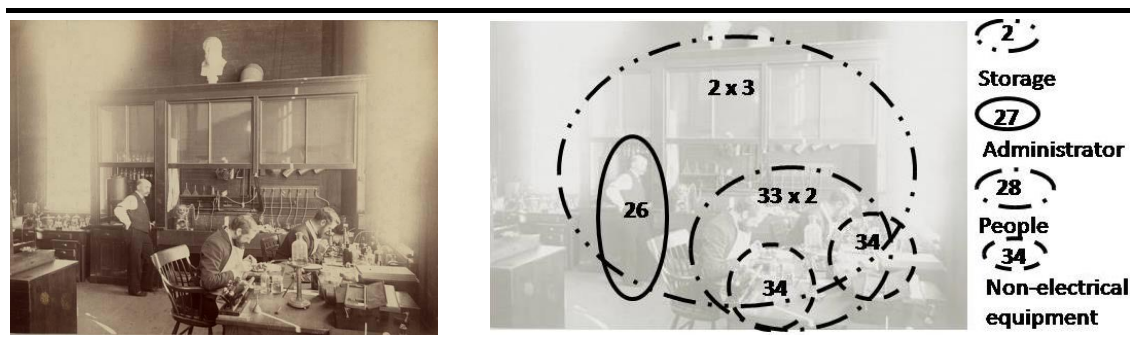 2 x 3
26
33 x 2
34
34
2
Storage
27
Administrator
28
People
34
Non-electrical
equipment